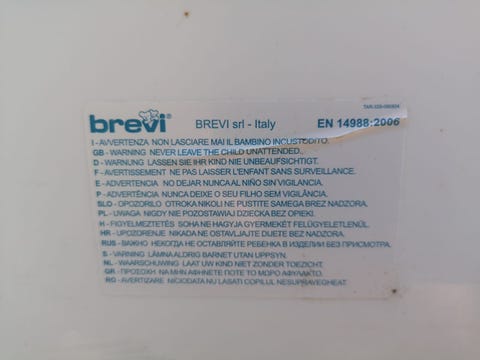 TAR-028-080604
brevi®
BREVI srl - Italy
EN 14988:2006
I - AVVERTENZA NON LASCIARE MAI IL BAMBINO INCUSTODITO.
GB - WARNING NEVER LEAVE THE CHILD UNATTENDED.
D - WARNUNG LASSEN SIE IHR KIND NIE UNBEAUFSICHTIGT.
F - AVERTISSEMENT NE PAS LAISSER L'ENFANT SANS SURVEILLANCE.
E - ADVERTENCIA NO DEJAR NUNCA AL NIÑO SIN VIGILANCIA.
P - ADVERTÊNCIA NUNCA DEIXE O SEU FILHO SEM VIGILÂNCIA.
SLO - OPOZORILO OTROKA NIKOLI NE PUSTITE SAMEGA BREZ NADZORA.
PL - UWAGA NIGDY NIE POZOSTAWIAJ DZIECKA BEZ OPIEKI.
H - FIGYELMEZTETÉS SOHA NE HAGYJA GYERMEKÉT FELÜGYELETLENÜL.
HR - UPOZORENJE NIKADA NE OSTAVLJAJTE DIJETE BEZ NADZORA.
RUS - ВАЖНО НЕКОГДА НЕ ОСТАВЛЯЙТЕ РЕБЕНКА В ИЗДЕЛИИ БЕЗ ПРИСМОТРА.
S - VARNING LÄMNA ALDRIG BARNET UTAN UPPSYN.
NL - WAARSCHUWING LAAT UW KIND NIET ZONDER TOEZICHT.
GR - ΠΡΟΣΟΧΗ ΝΑ ΜΗΝ ΑΦΗΝΕΤΕ ΠΟΤΕ ΤΟ ΜΩΡΟ ΑΦΥΛΑΚΤΟ.
RO - AVERTIZARE NICIODATA NU LASATI COPILUL NESUPRAVEGHEAT